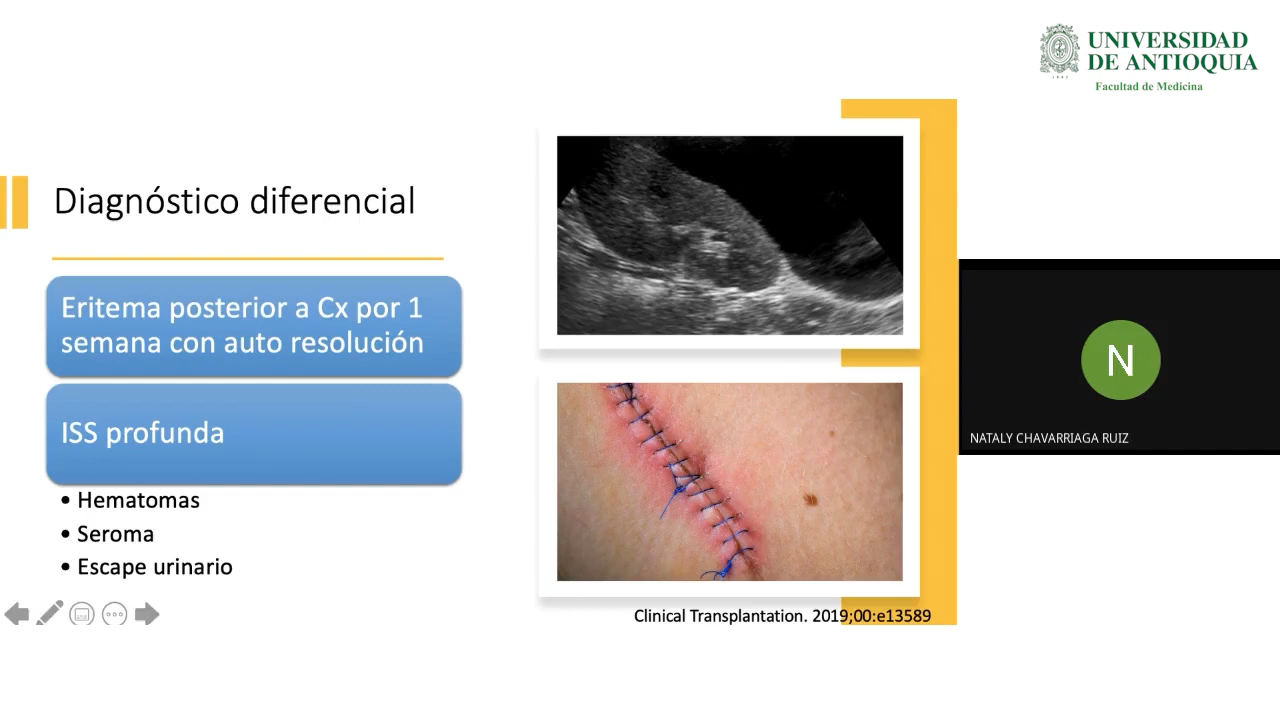 UNIVERSIDAD
DE ANTIOQUIA
Facultad de Medicina
Diagnóstico diferencial
Eritema posterior a Cx por 1
semana con auto resolución
ISS profunda
• Hematomas
• Seroma
• Escape urinario
Clinical Transplantation. 2019;00:e13589
N
NATALY CHAVARRIAGA RUIZ